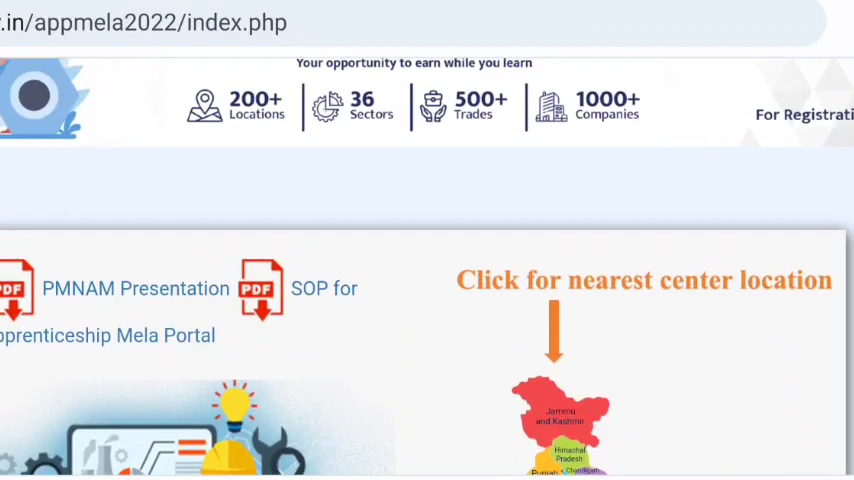 .in/appmela2022/index.php
Your opportunity to earn while you learn
200+ Locations
36 Sectors
500+ Trades
1000+ Companies
For Registrati
PDF PMNAM Presentation PDF SOP for
pprenticeship Mela Portal
Click for nearest center location
Jammu
and Kashmir
Himachal
Pradesh
Punjab
Chandigarh